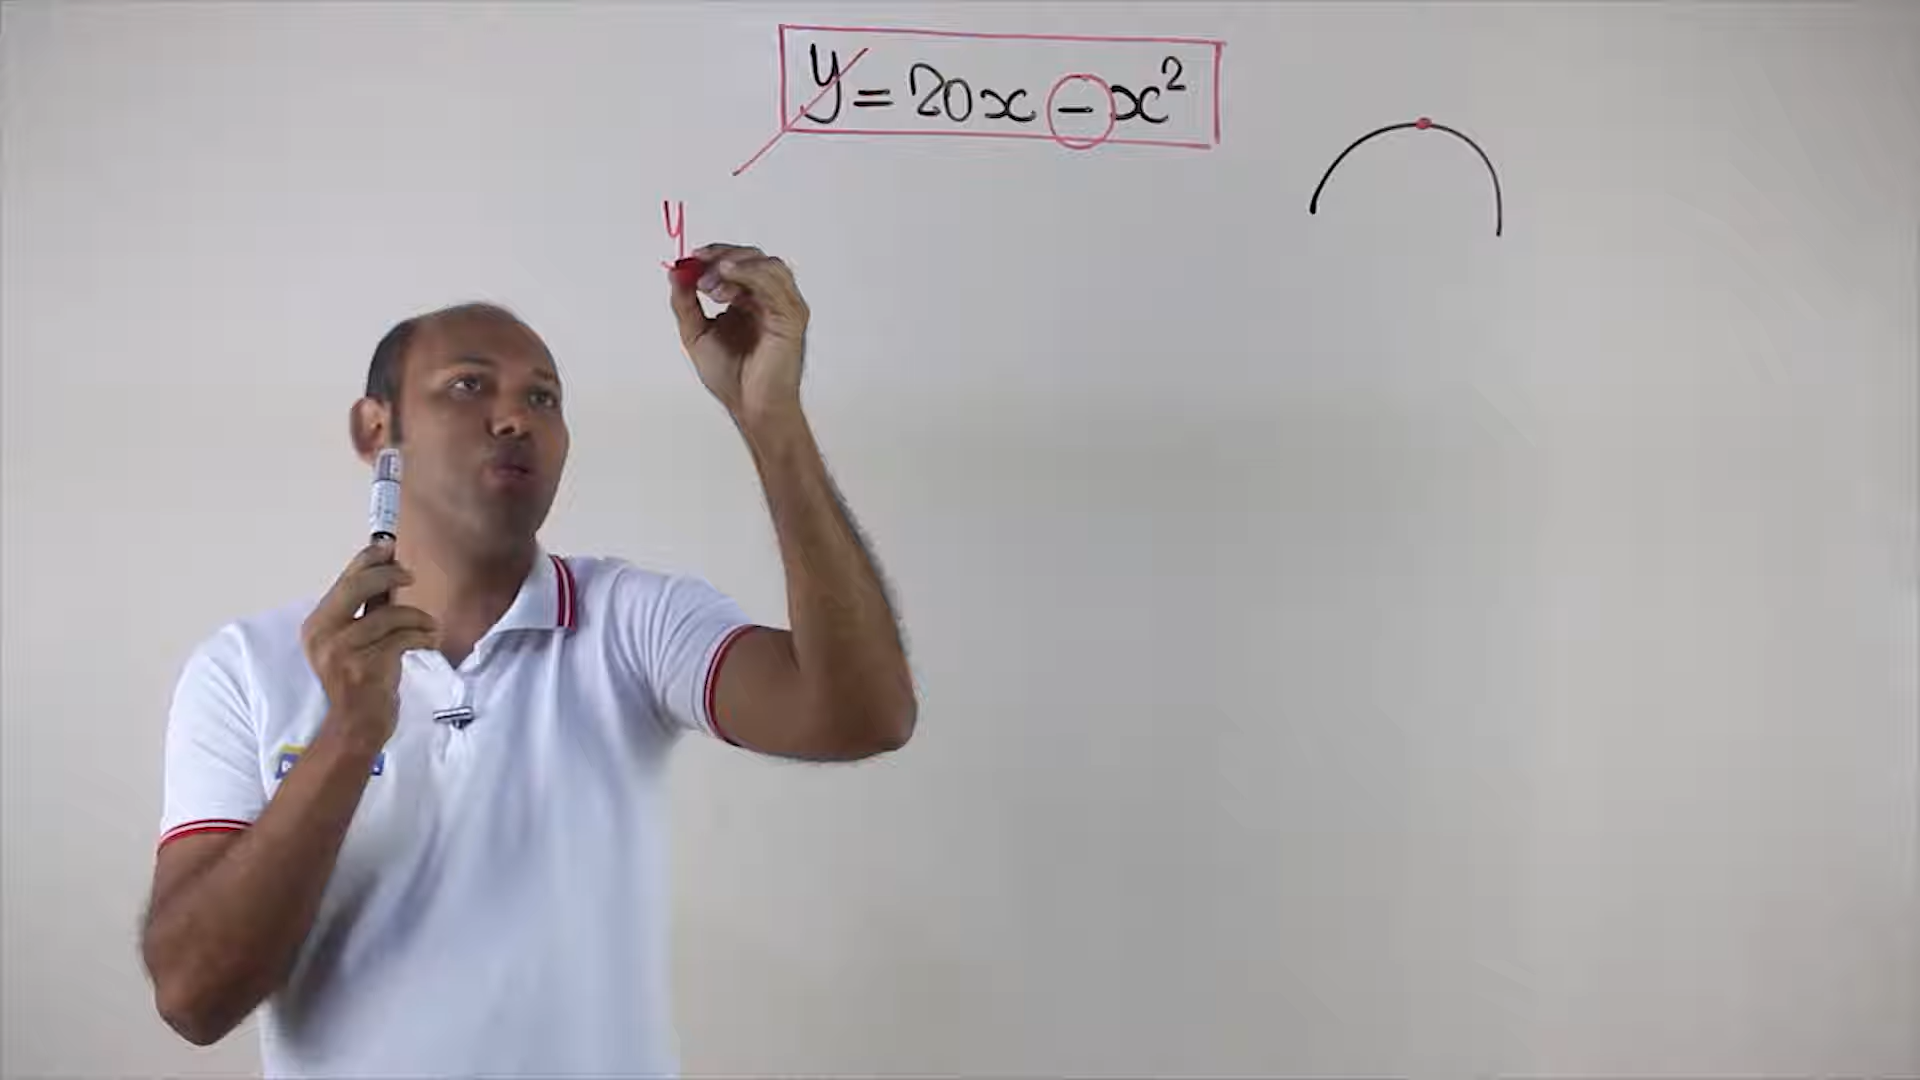 y = 20x - x²
y